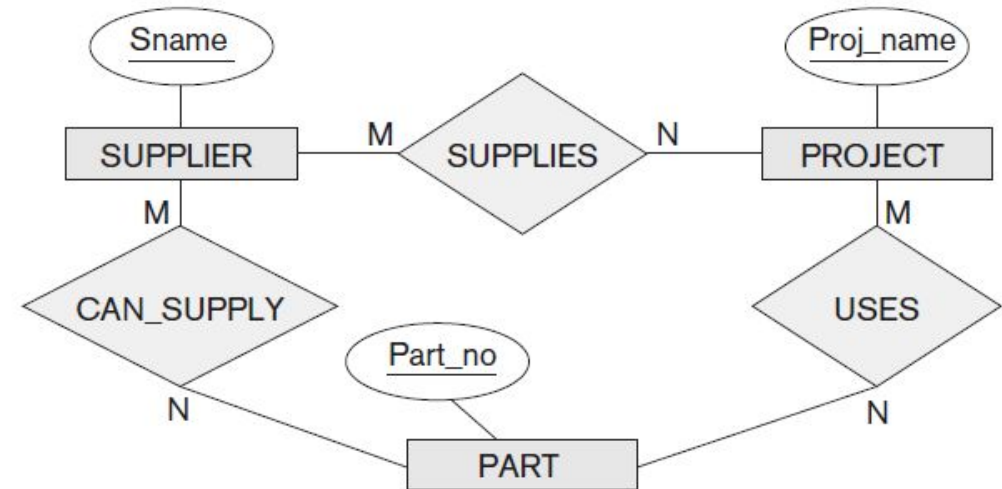 Sname
Proj_name
SUPPLIER
M
SUPPLIES
N
PROJECT
M
M
CAN_SUPPLY
USES
Part_no
N
N
PART